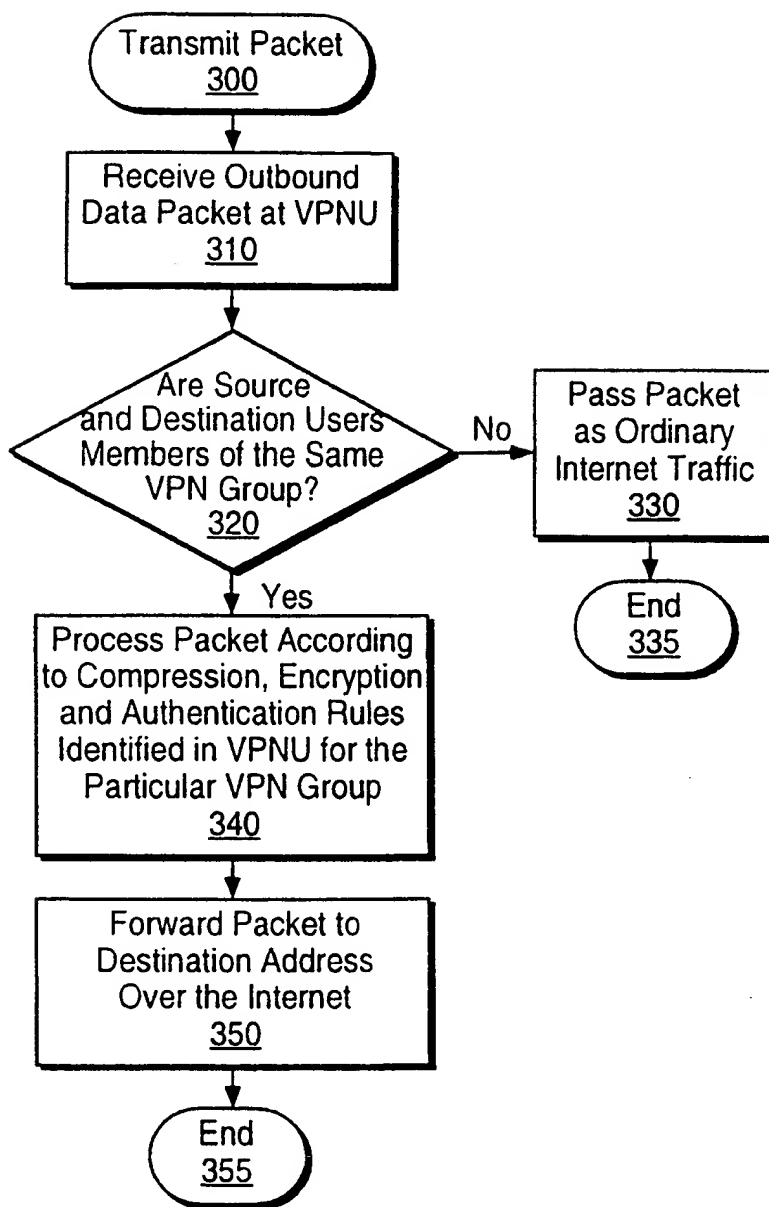 Transmit Packet
300
Receive Outbound
Data Packet at VPNU
310
Are Source
and Destination Users
Members of the Same
VPN Group?
320
No
Pass Packet
as Ordinary
Internet Traffic
330
End
335
Yes
Process Packet According
to Compression, Encryption
and Authentication Rules
Identified in VPNU for the
Particular VPN Group
340
Forward Packet to
Destination Address
Over the Internet
350
End
355